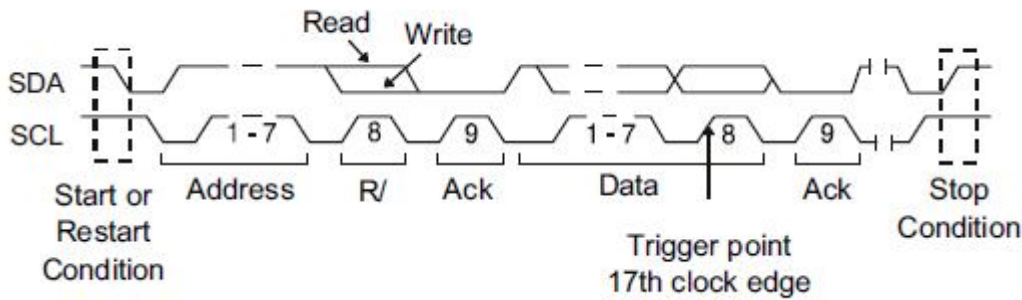 Read
Write
SDA
SCL
1 - 7
8
9
1 - 7
8
9
Address
R/
Ack
Data
Ack
Start or
Restart
Condition
Stop
Condition
Trigger point
17th clock edge